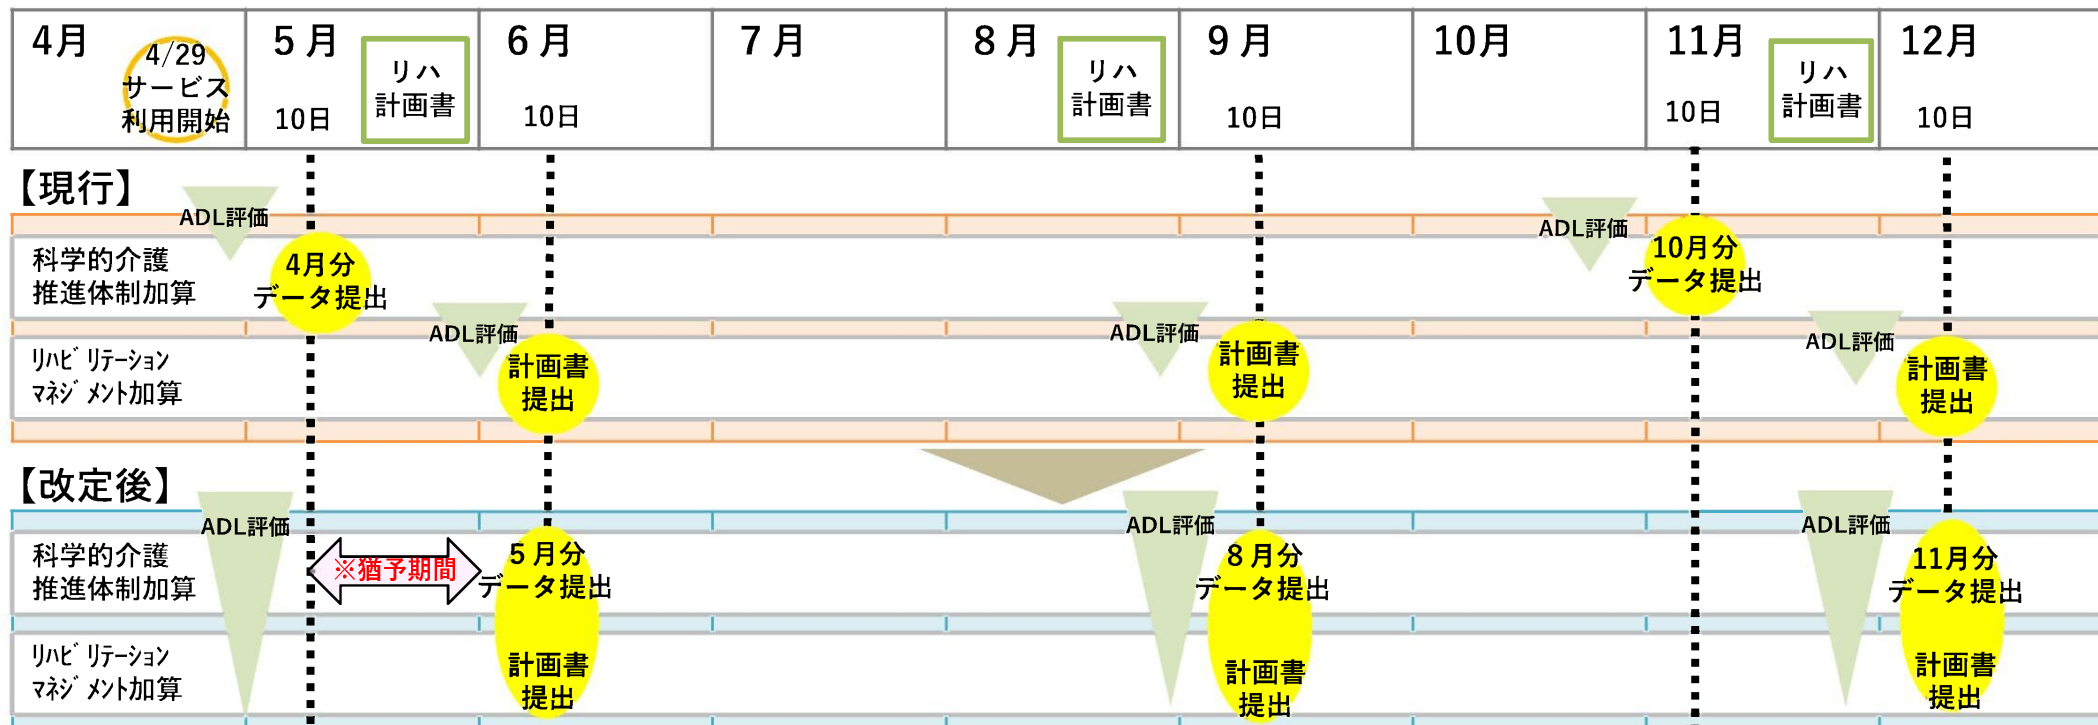 4月
4/29
サービス
利用開始
5月
10日
リハ
計画書
6月
10日
7月
8月
リハ
計画書
9月
10日
10月
11月
10日
リハ
計画書
12月
10日
【現行】
ADL評価
ADL評価
科学的介護
推進体制加算
4月分
データ提出
10月分
データ提出
ADL評価
ADL評価
ADL評価
リハビリテーション
マネジメント加算
計画書
提出
計画書
提出
計画書
提出
【改定後】
ADL評価
ADL評価
ADL評価
科学的介護
推進体制加算
※猶予期間
5月分
データ提出
8月分
データ提出
11月分
データ提出
リハビリテーション
マネジメント加算
計画書
提出
計画書
提出
計画書
提出